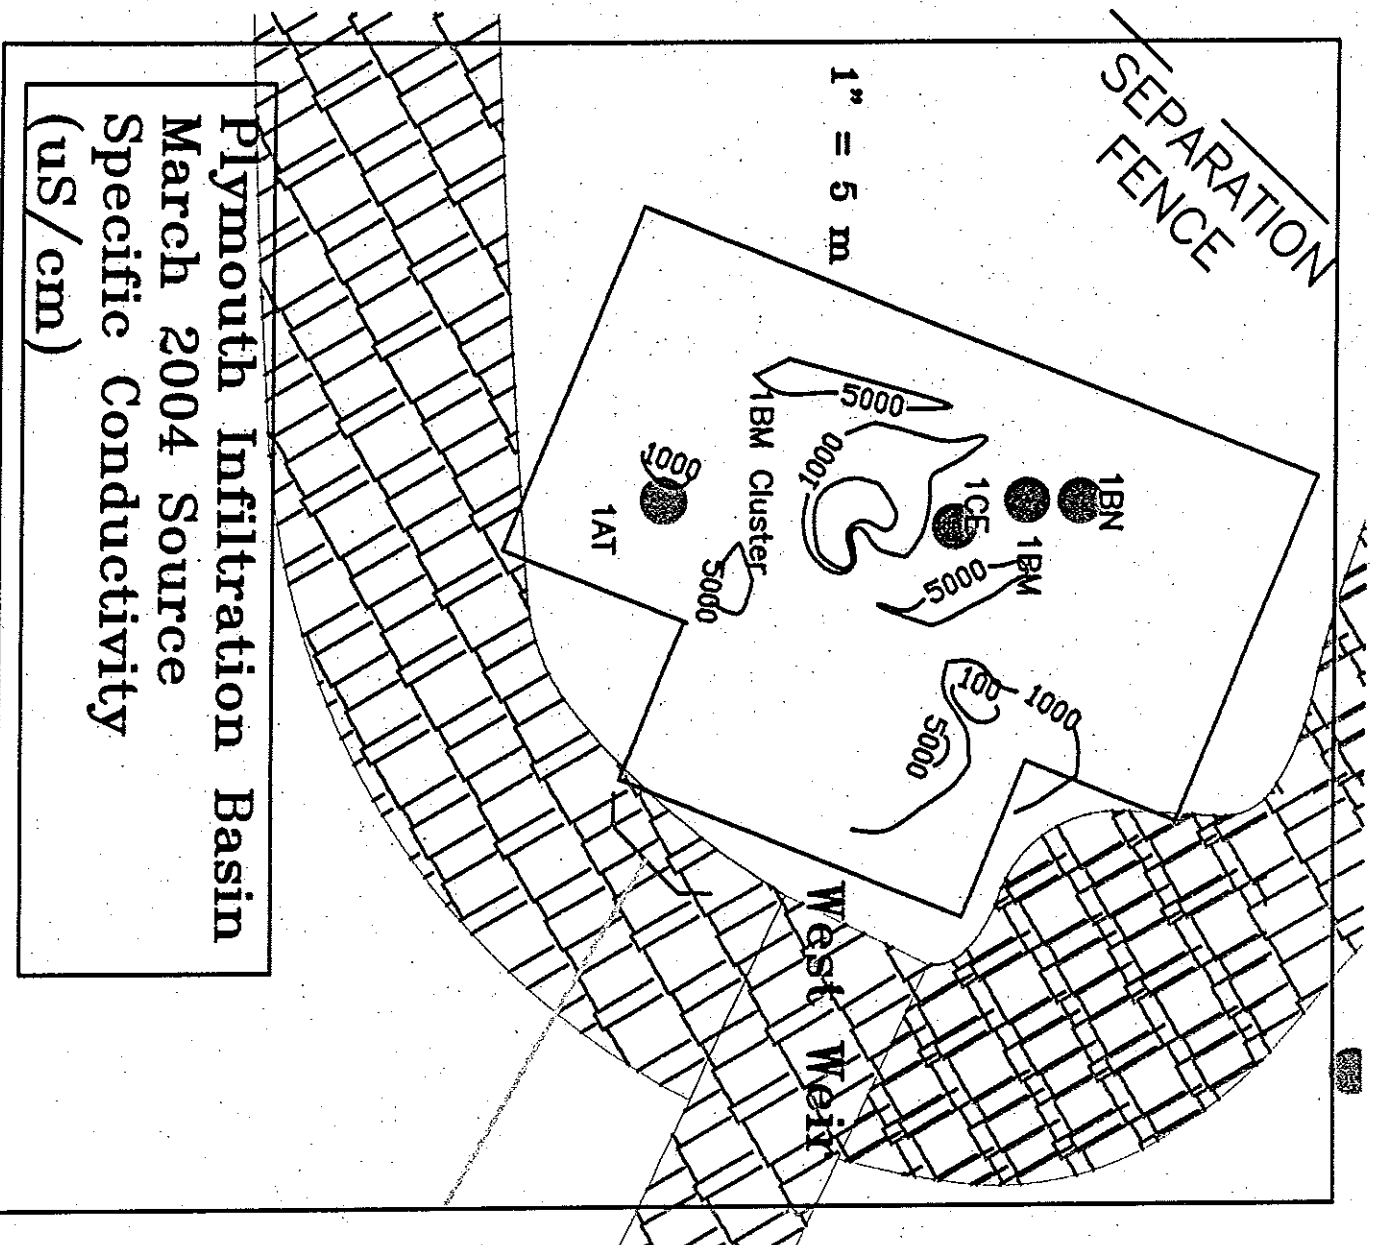 SEPARATION
FENCE
1" = 5 m
1BN
1BM
1CE
5000
1000
5000
1BM Cluster
1000
1AT
5000
100
1000
5000
West Weir
Plymouth Infiltration Basin
March 2004 Source
Specific Conductivity
(uS/cm)